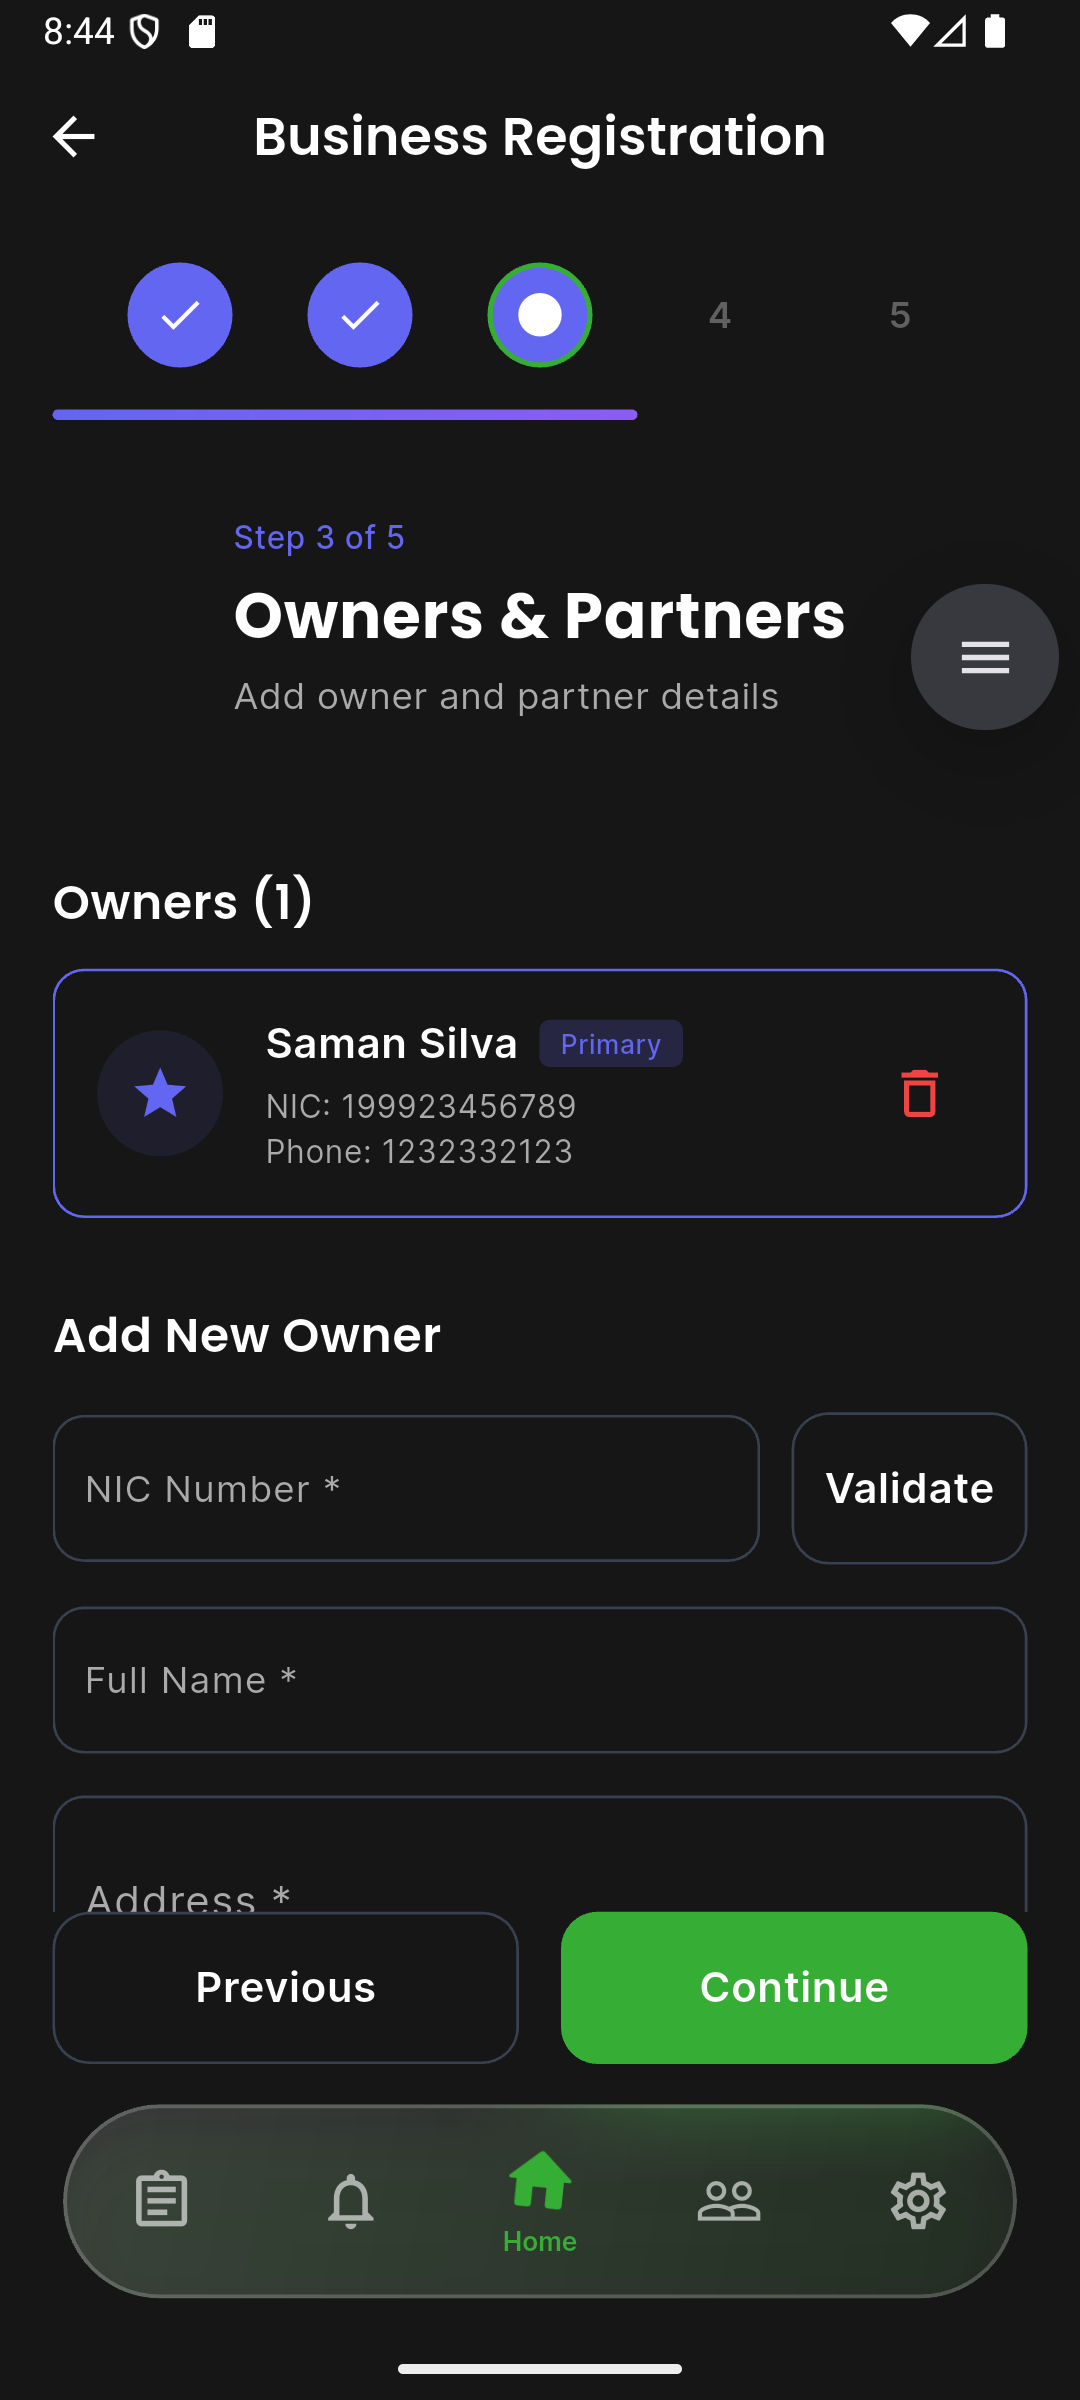 8:44
Business Registration
4 5
Step 3 of 5
Owners & Partners
Add owner and partner details
Owners (1)
Saman Silva Primary
NIC: 199923456789
Phone: 1232332123
Add New Owner
NIC Number * Validate
Full Name *
Address *
Previous Continue
Home